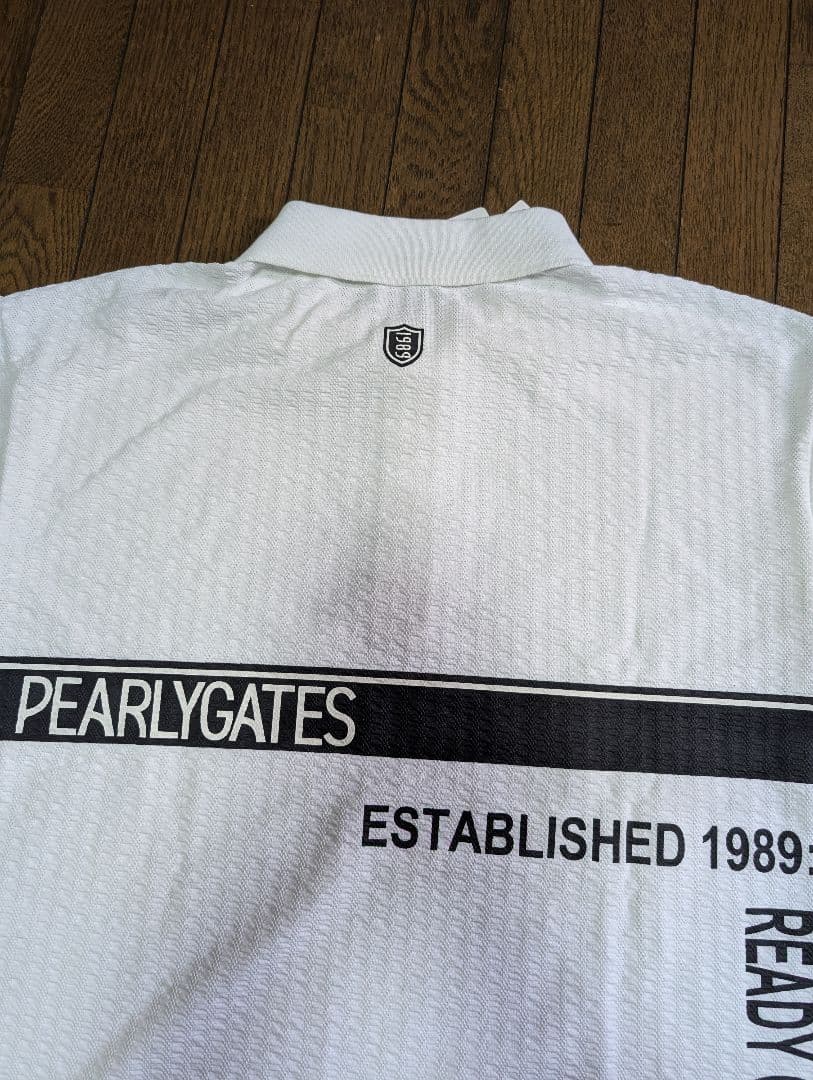 1989
PEARLYGATES
ESTABLISHED 1989:
READY